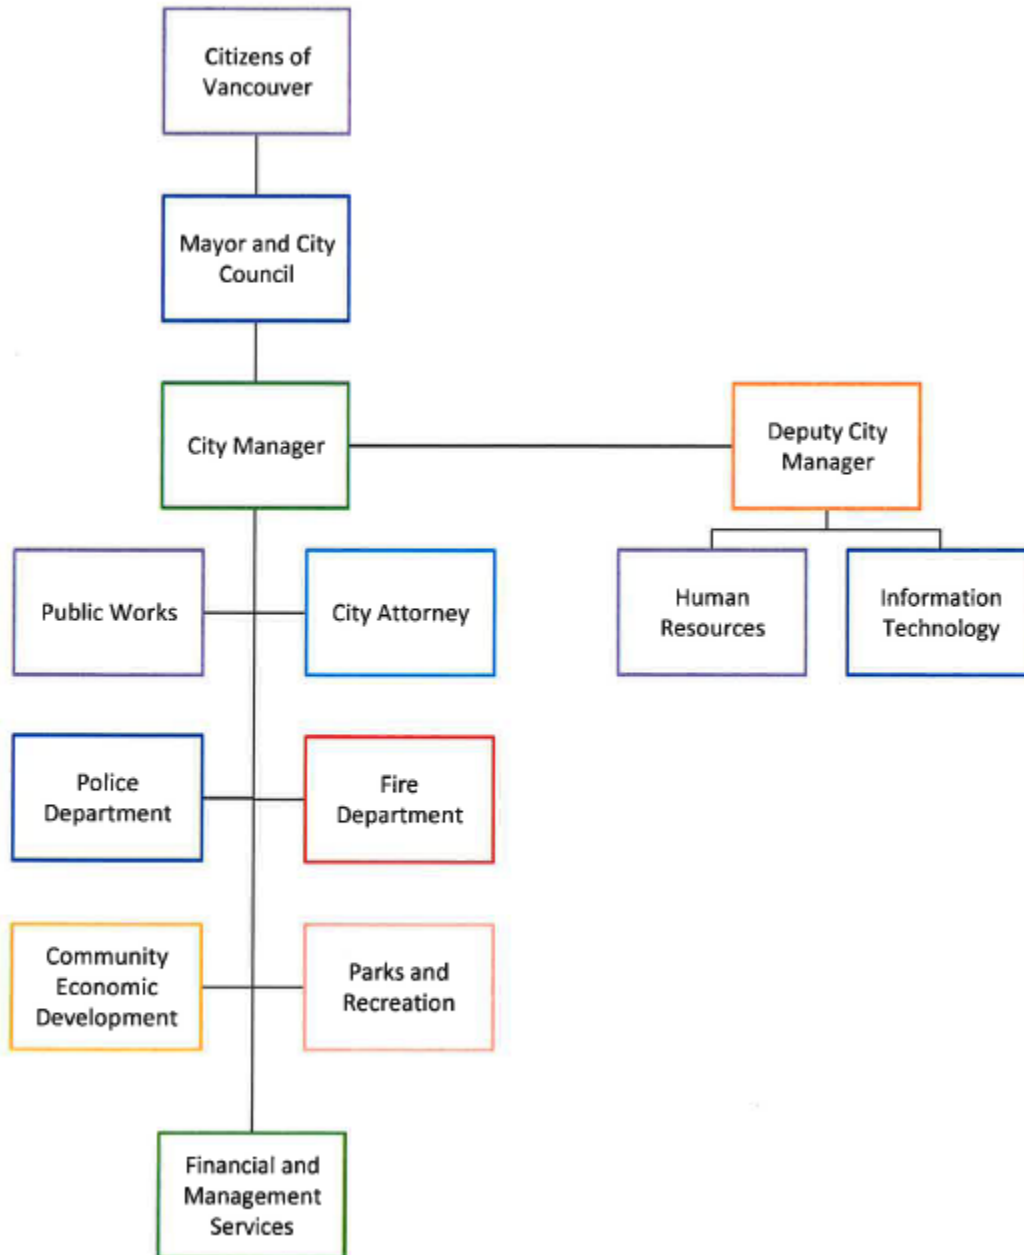 Citizens of
Vancouver
Mayor and City
Council
City Manager
Deputy City
Manager
Public Works
City Attorney
Human
Resources
Information
Technology
Police
Department
Fire
Department
Community
Economic
Development
Parks and
Recreation
Financial and
Management
Services